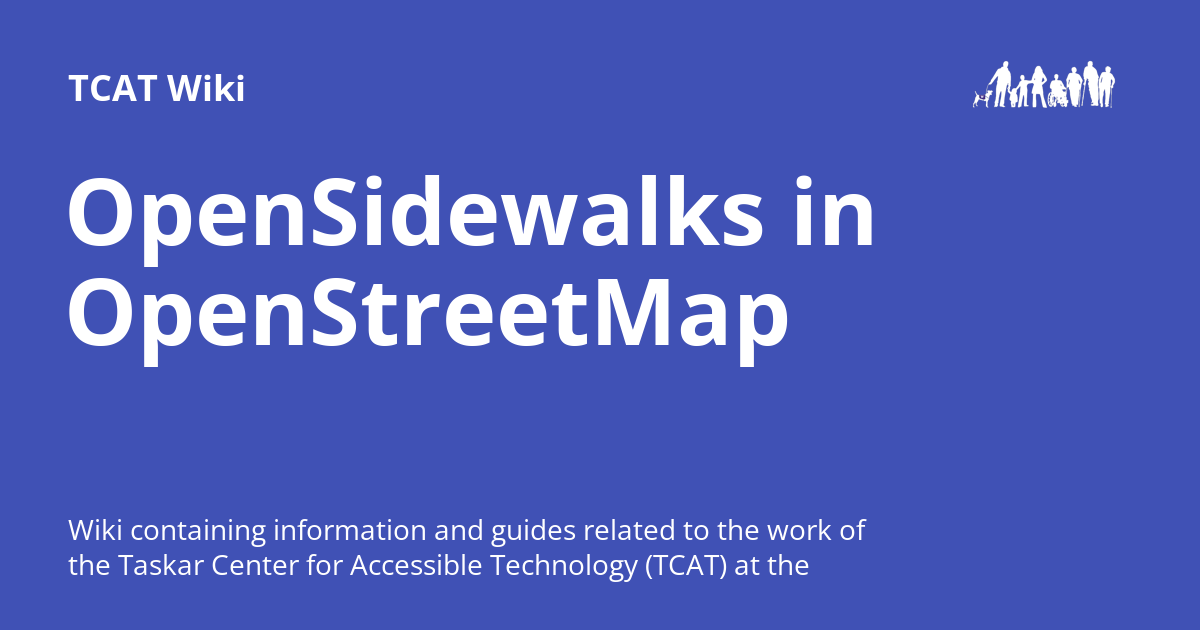 TCAT Wiki
OpenSidewalks in
OpenStreetMap
Wiki containing information and guides related to the work of
the Taskar Center for Accessible Technology (TCAT) at the